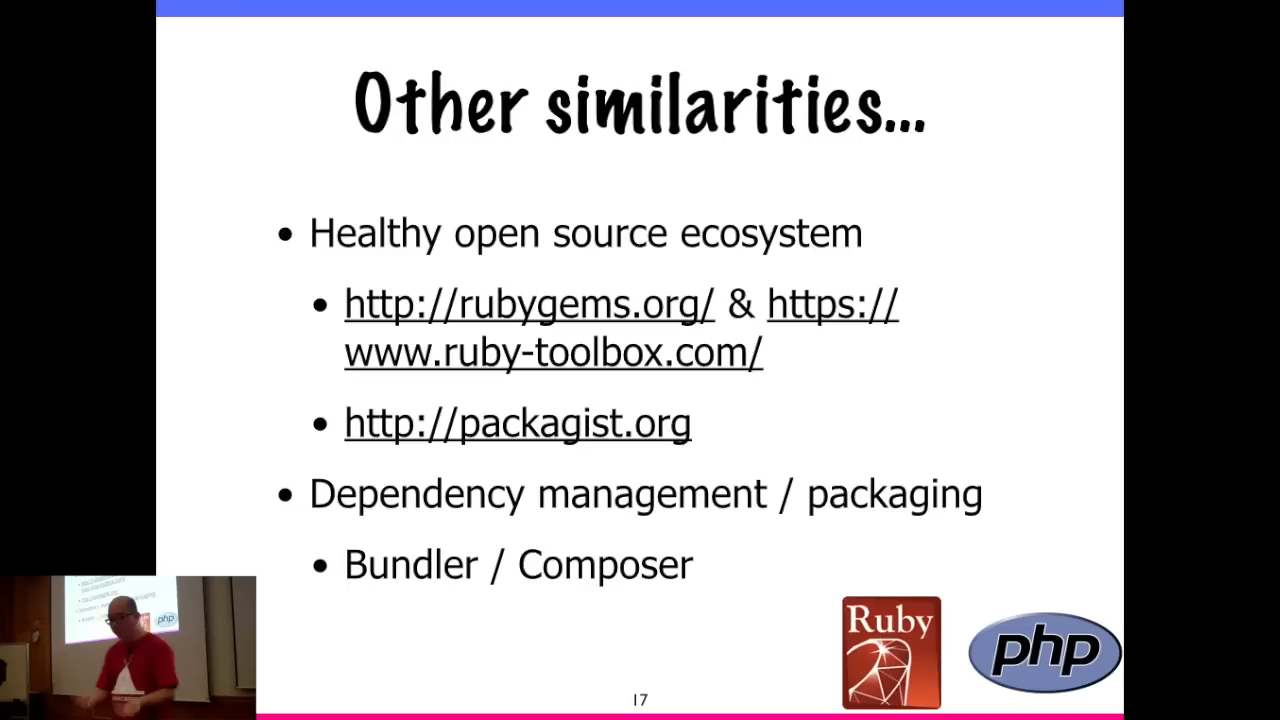 Other similarities...
• Healthy open source ecosystem
• http://rubygems.org/ & https://
www.ruby-toolbox.com/
• http://packagist.org
• Dependency management / packaging
• Bundler / Composer
Ruby
php
17
php